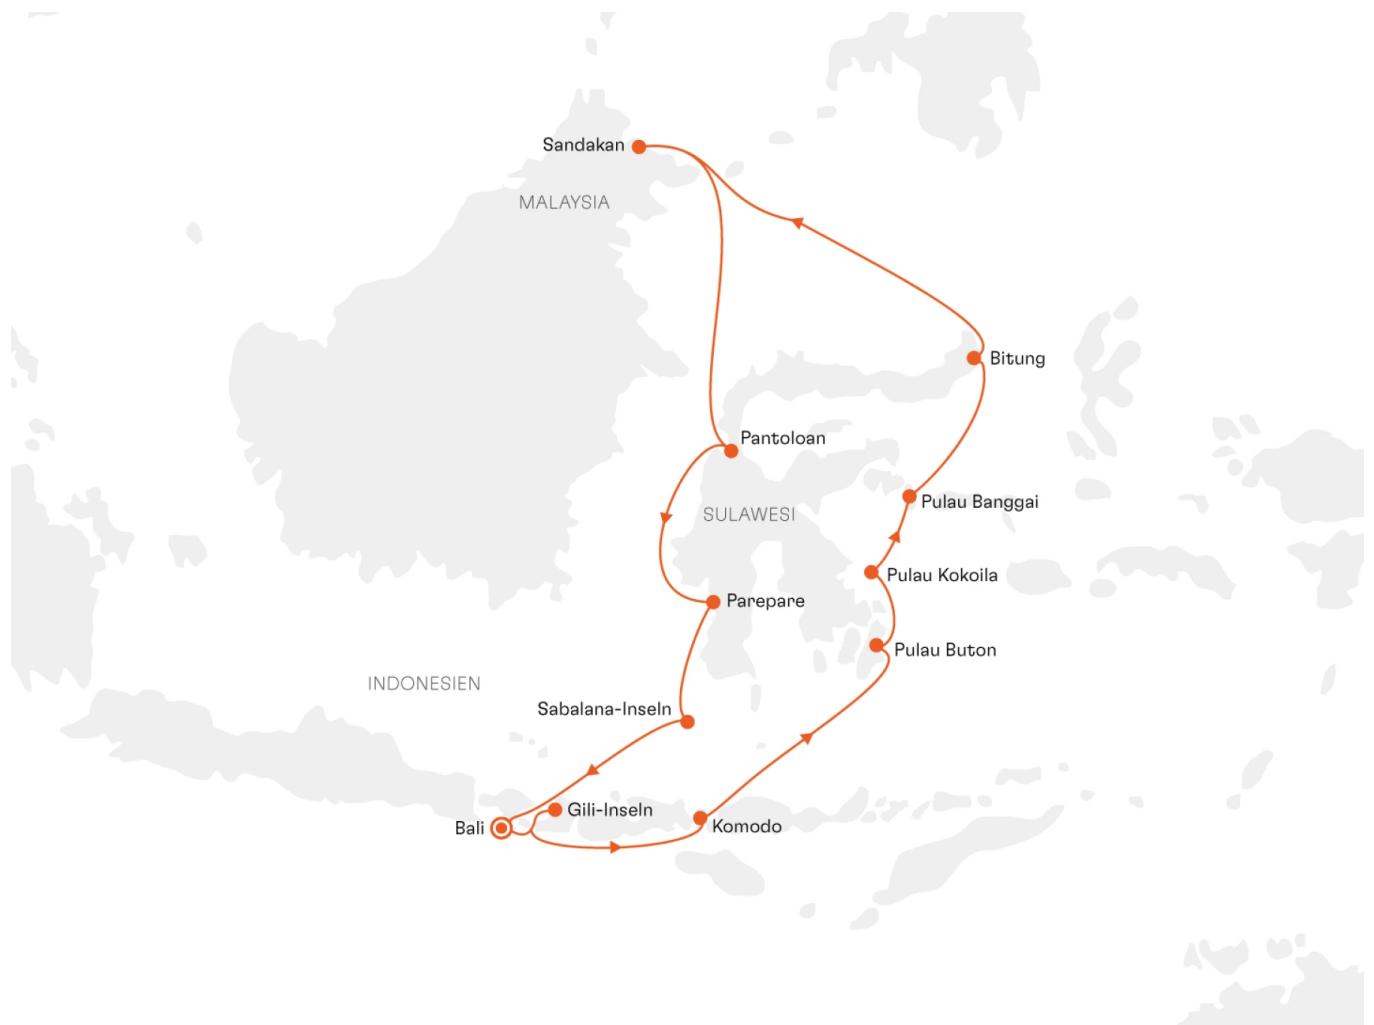 Sandakan
MALAYSIA
Bitung
Pantoloan
Pulau Banggai
SULAWESI
Pulau Kokoila
Parepare
Pulau Buton
INDONESIEN
Sabalana-Inseln
Gili-Inseln
Bali
Komodo